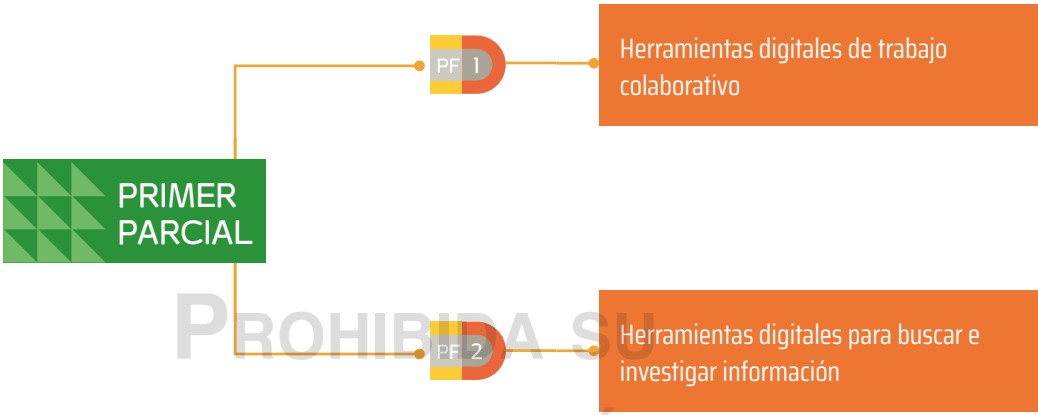 PF 1
Herramientas digitales de trabajo
colaborativo
PRIMER
PARCIAL
PROHIBIDA SU
PF 2
Herramientas digitales para buscar e
investigar información